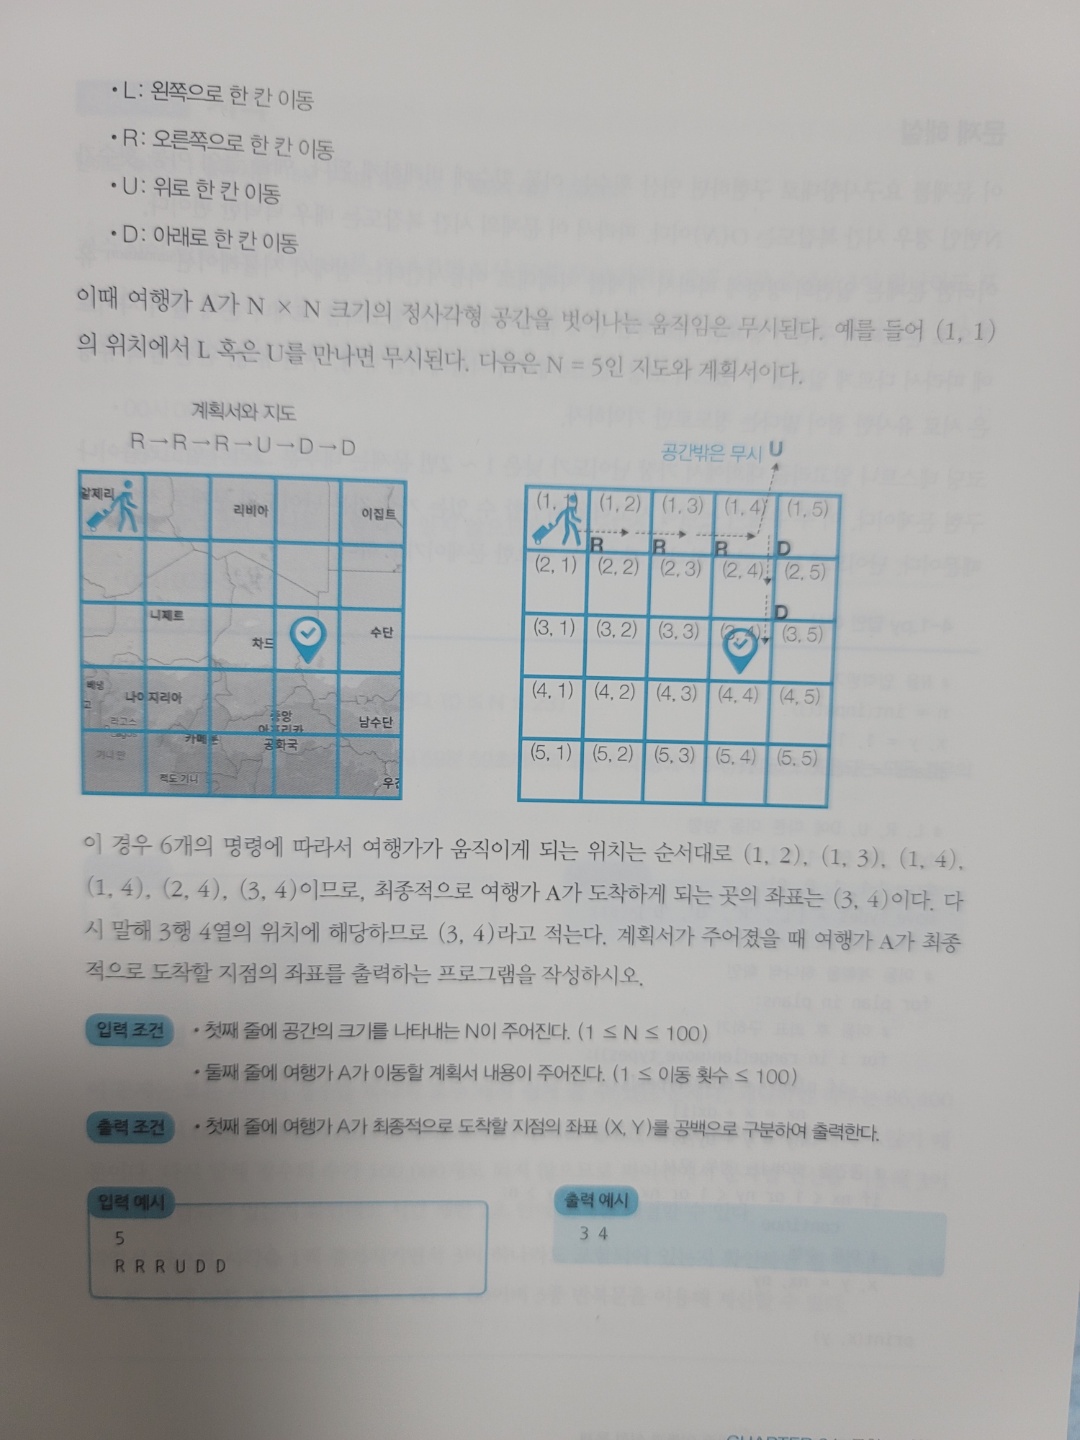 • L: 왼쪽으로 한 칸 이동
• R: 오른쪽으로 한 칸 이동
• U: 위로 한 칸 이동
• D: 아래로 한 칸 이동
이때 여행가 A가 N × N 크기의 정사각형 공간을 벗어나는 움직임은 무시된다. 예를 들어 (1, 1)
의 위치에서 L 혹은 U를 만나면 무시된다. 다음은 N = 5인 지도와 계획서이다.
계획서와 지도
R→R→R→U→D→D
알제리
리비아
이집트
니제르
차드
수단
나이지리아
중앙
아프리카
공화국
남수단
카메룬
적도 기니
공간밖은 무시 U
(1, 1) (1, 2) (1, 3) (1, 4) (1, 5)
R R R D
(2, 1) (2, 2) (2, 3) (2, 4) (2, 5)
D
(3, 1) (3, 2) (3, 3) (3, 4) (3, 5)
(4, 1) (4, 2) (4, 3) (4, 4) (4, 5)
(5, 1) (5, 2) (5, 3) (5, 4) (5, 5)
이 경우 6개의 명령에 따라서 여행가가 움직이게 되는 위치는 순서대로 (1, 2), (1, 3), (1, 4),
(1, 4), (2, 4), (3, 4)이므로, 최종적으로 여행가 A가 도착하게 되는 곳의 좌표는 (3, 4)이다. 다
시 말해 3행 4열의 위치에 해당하므로 (3, 4)라고 적는다. 계획서가 주어졌을 때 여행가 A가 최종
적으로 도착할 지점의 좌표를 출력하는 프로그램을 작성하시오.
입력 조건 • 첫째 줄에 공간의 크기를 나타내는 N이 주어진다. (1 ≤ N ≤ 100)
• 둘째 줄에 여행가 A가 이동할 계획서 내용이 주어진다. (1 ≤ 이동 횟수 ≤ 100)
출력 조건 • 첫째 줄에 여행가 A가 최종적으로 도착할 지점의 좌표 (X, Y)를 공백으로 구분하여 출력한다.
입력 예시
5
R R R U D D
출력 예시
3 4